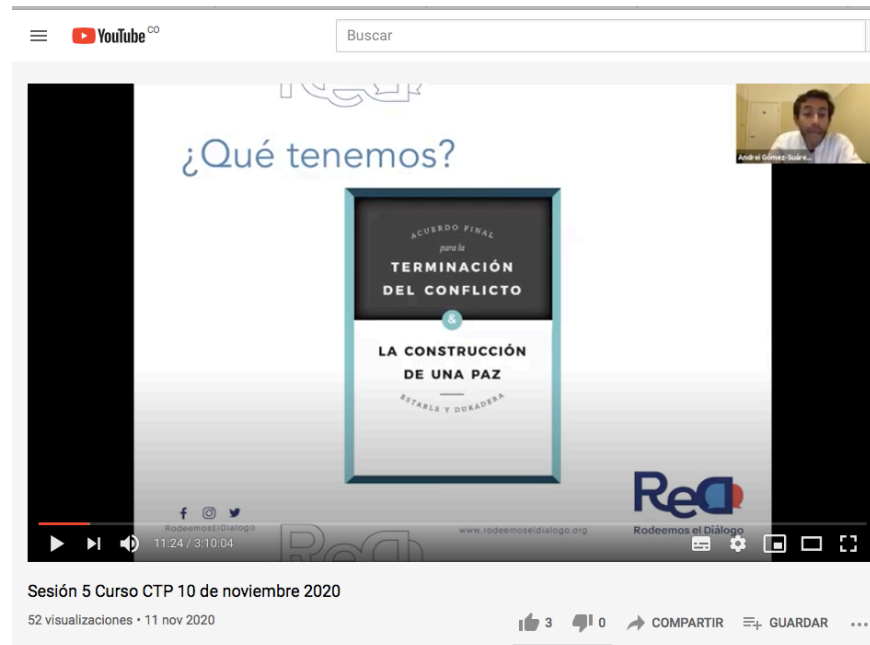 YouTube CO
Buscar
ReD
¿Qué tenemos?
Andrei Gómez-Suáre...
ACUERDO FINAL
para la
TERMINACIÓN
DEL CONFLICTO
&
LA CONSTRUCCIÓN
DE UNA PAZ
ESTABLE Y DURADERA
RodeemosElDialogo
www.rodeemoseldialogo.org
ReD
Rodeemos el Diálogo
ReD
11:24 / 3:10:04
Sesión 5 Curso CTP 10 de noviembre 2020
52 visualizaciones • 11 nov 2020
3 0 COMPARTIR GUARDAR